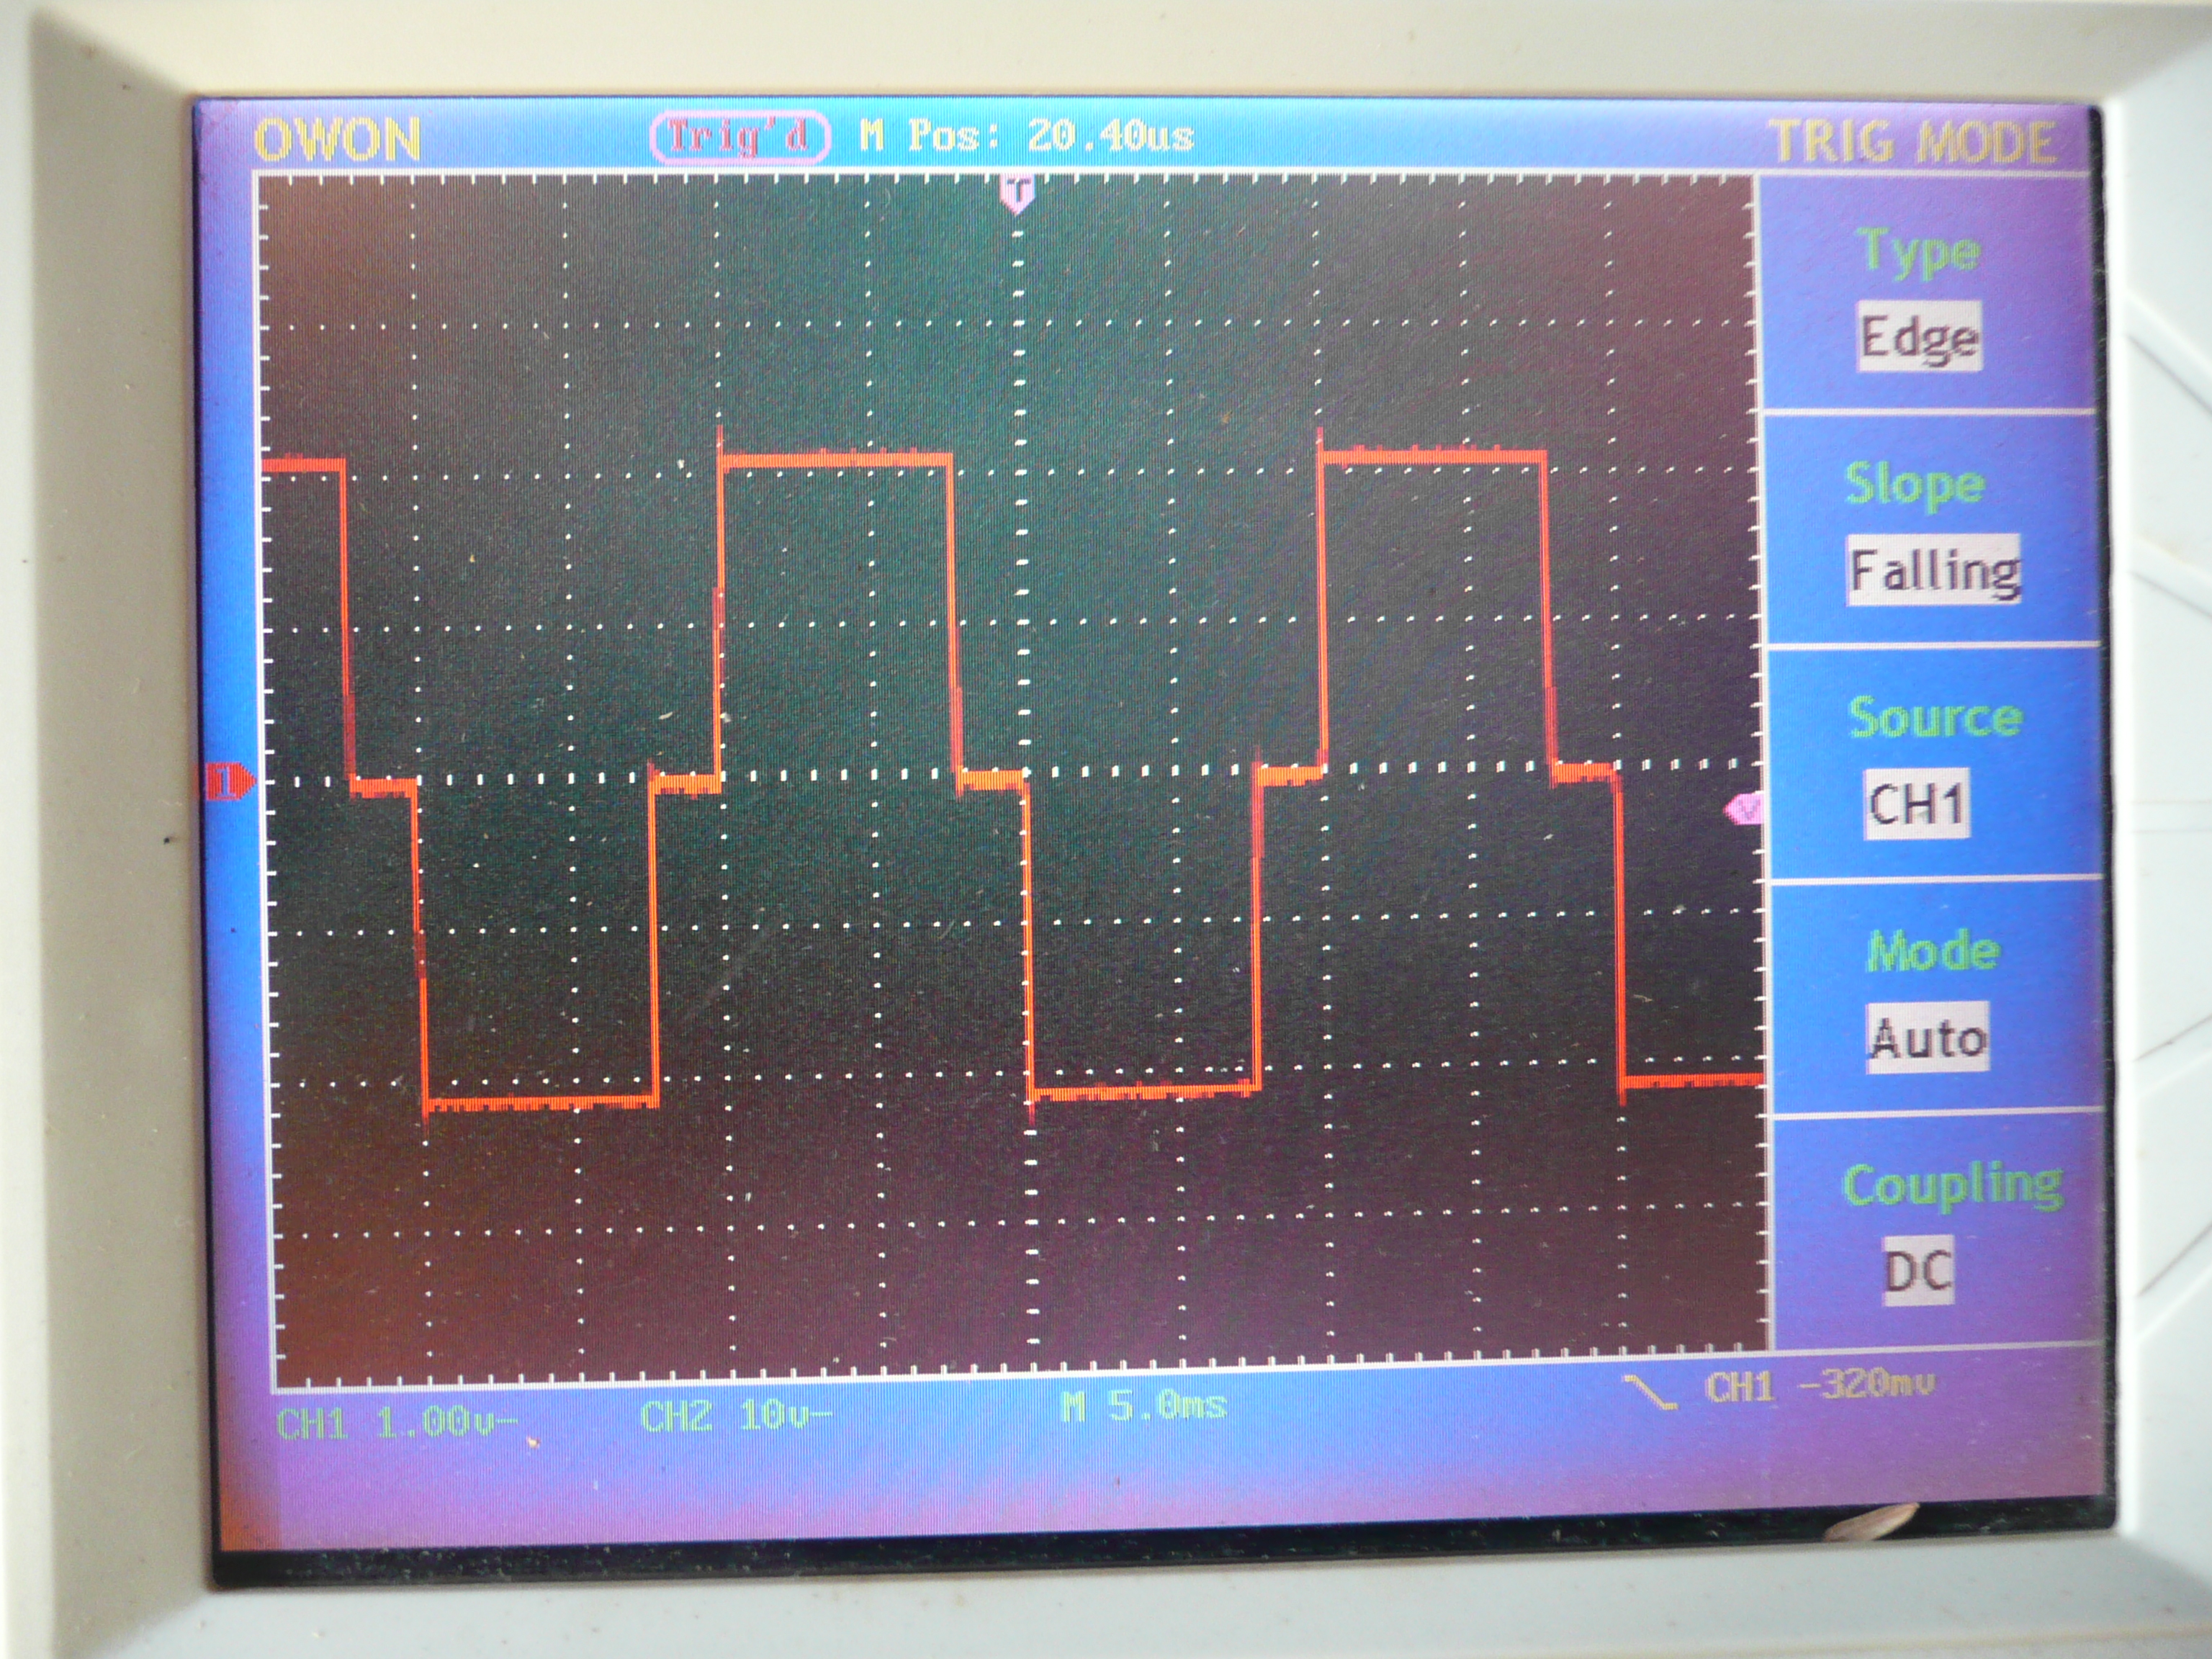 OWON Trig'd M Pos: 20.40us TRIG MODE
T
Type
Edge
Slope
Falling
Source
CH1
1
V
Mode
Auto
Coupling
DC
CH1 1.00v- CH2 10v- M 5.0ms CH1 -320mv